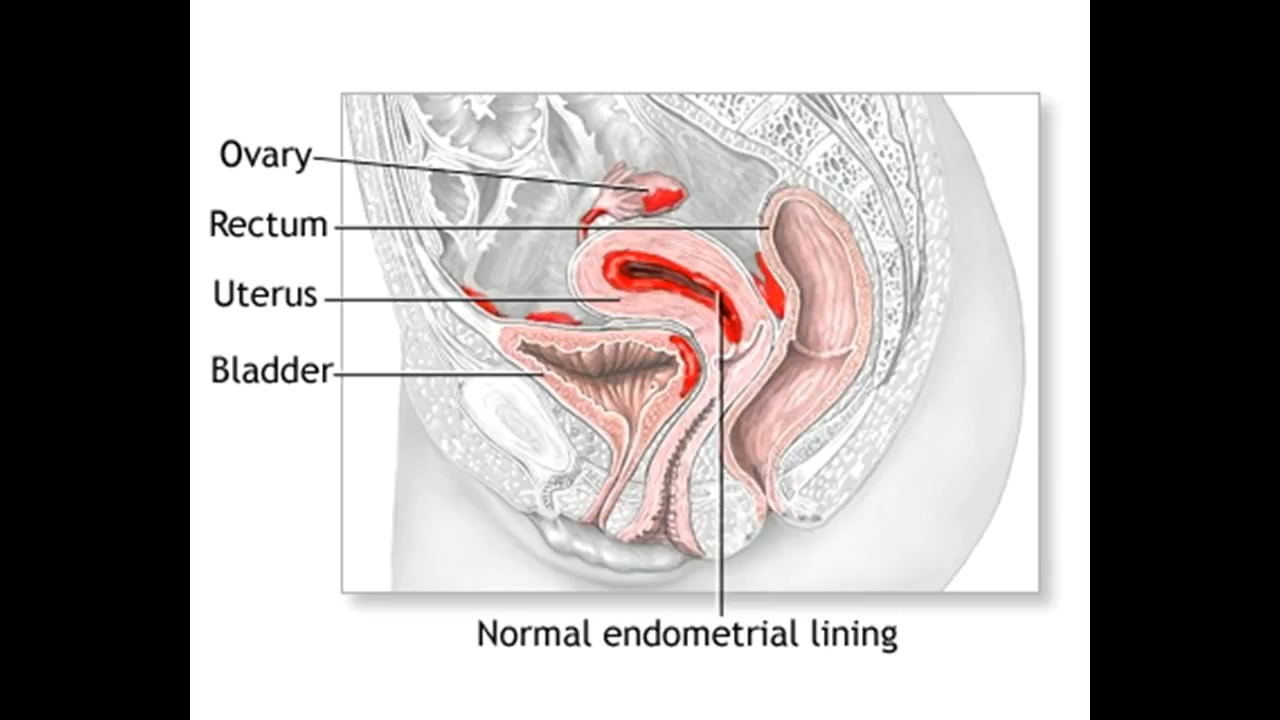 Ovary
Rectum
Uterus
Bladder
Normal endometrial lining